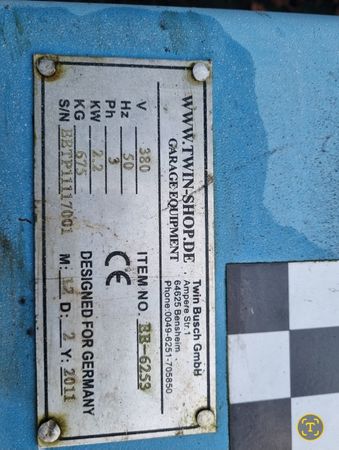 WWW.TWIN-SHOP.DE
GARAGE EQUIPMENT
Twin Busch GmbH
Ampere Str.1
64625 Bensheim
Phone:0049-6251-705850
V 380
Hz 50
Ph 3
KW 2.2
KG 675
S/N
ITEM NO. BB-6253
CE
DESIGNED FOR GERMANY
M: 12 D: 2 Y: 2011